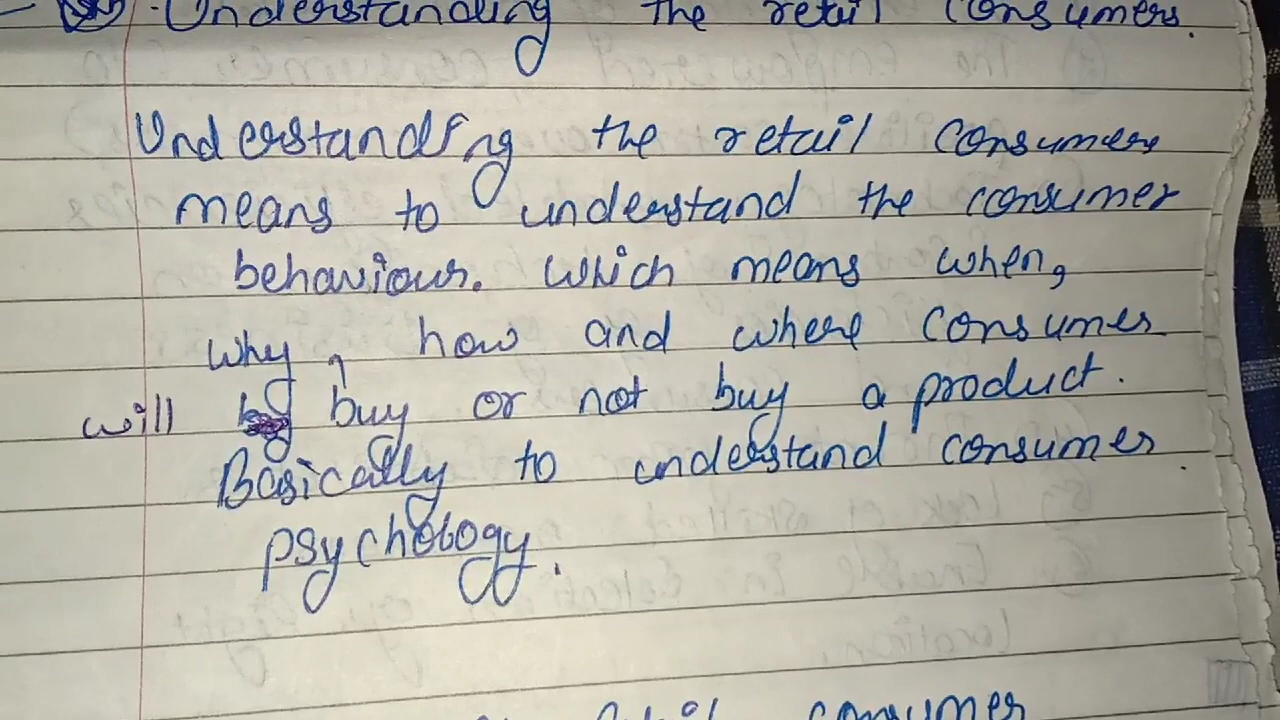 Understanding the retail consumers.
Understanding the retail consumers
means to understand the consumer
behaviour. Which means when,
why, how and where consumer
will buy or not buy a product.
Basically to understand consumer
psychology.
consumer